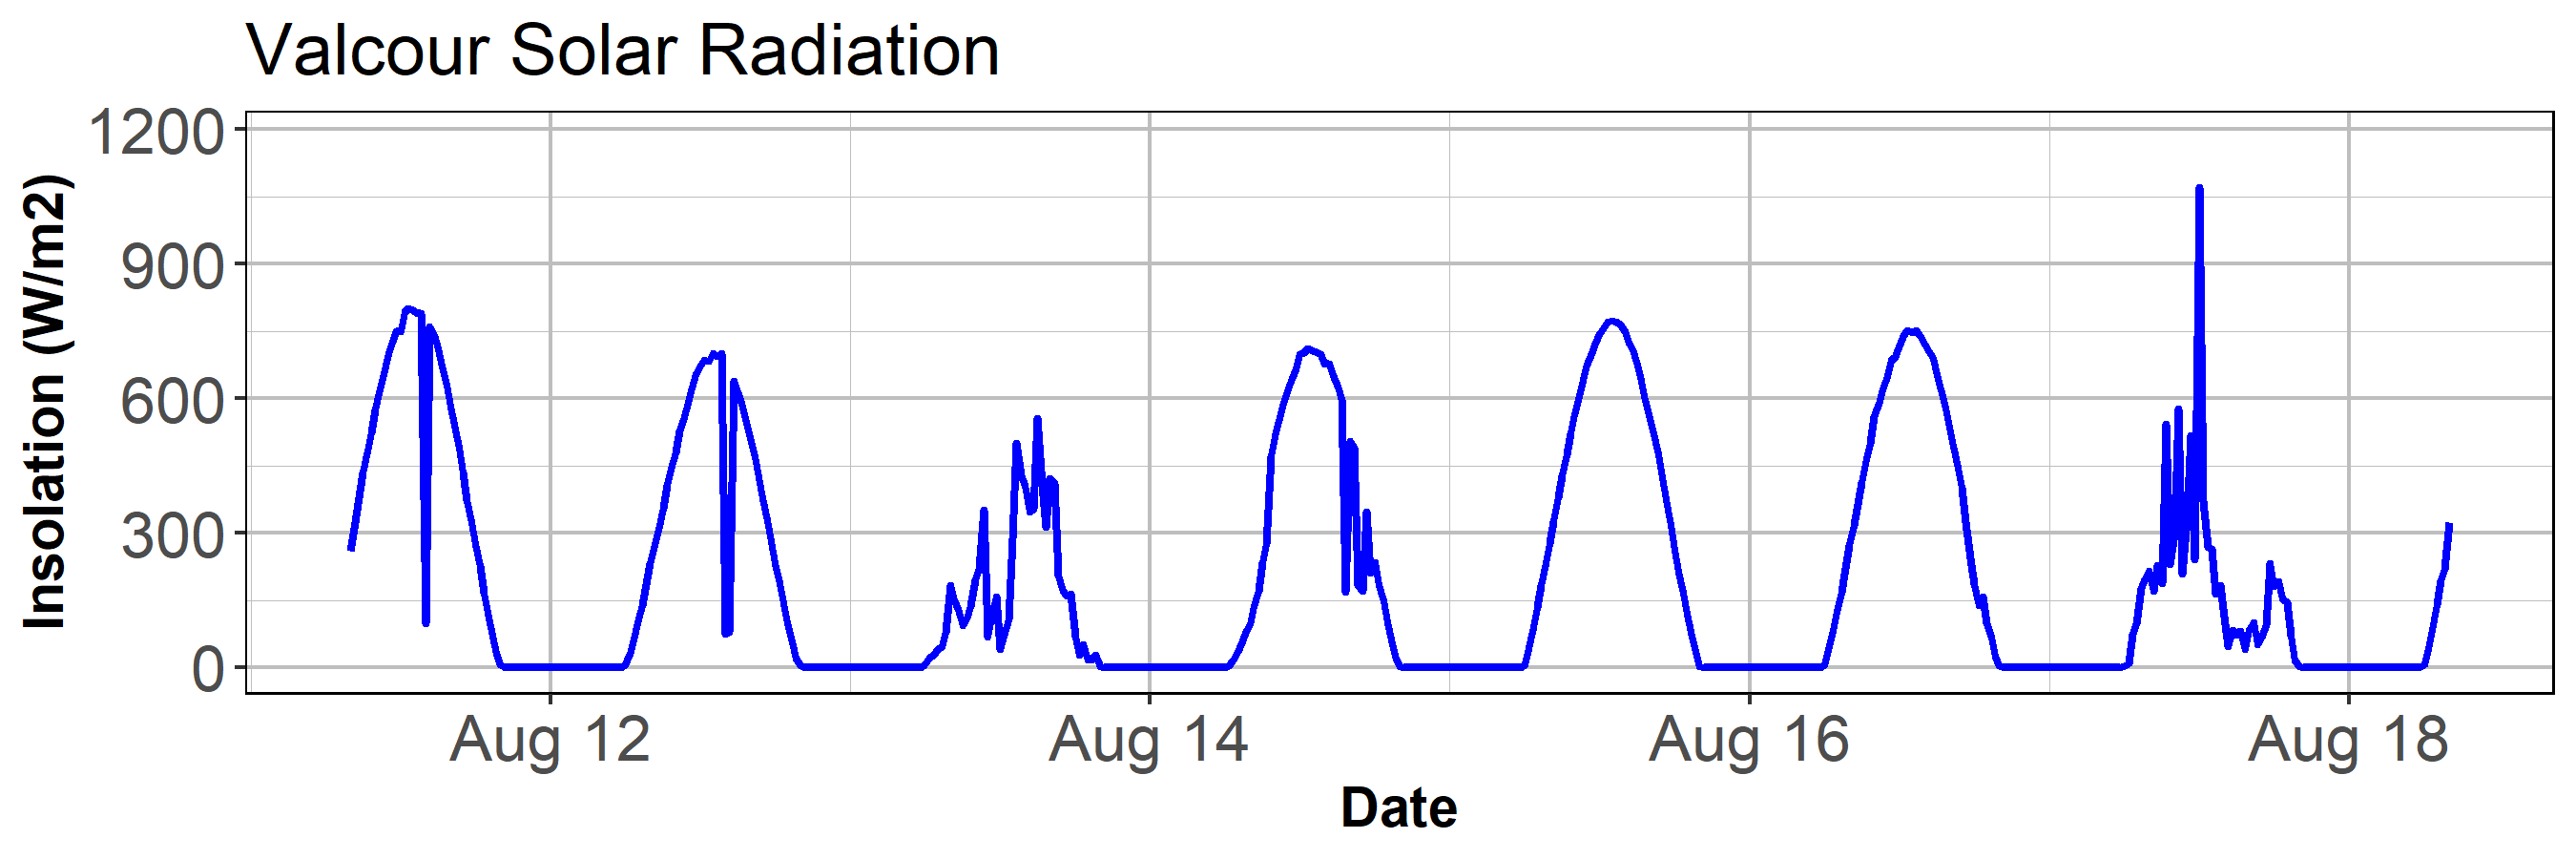 Valcour Solar Radiation
Insolation (W/m2)
1200
900
600
300
0
Aug 12
Aug 14
Aug 16
Aug 18
Date